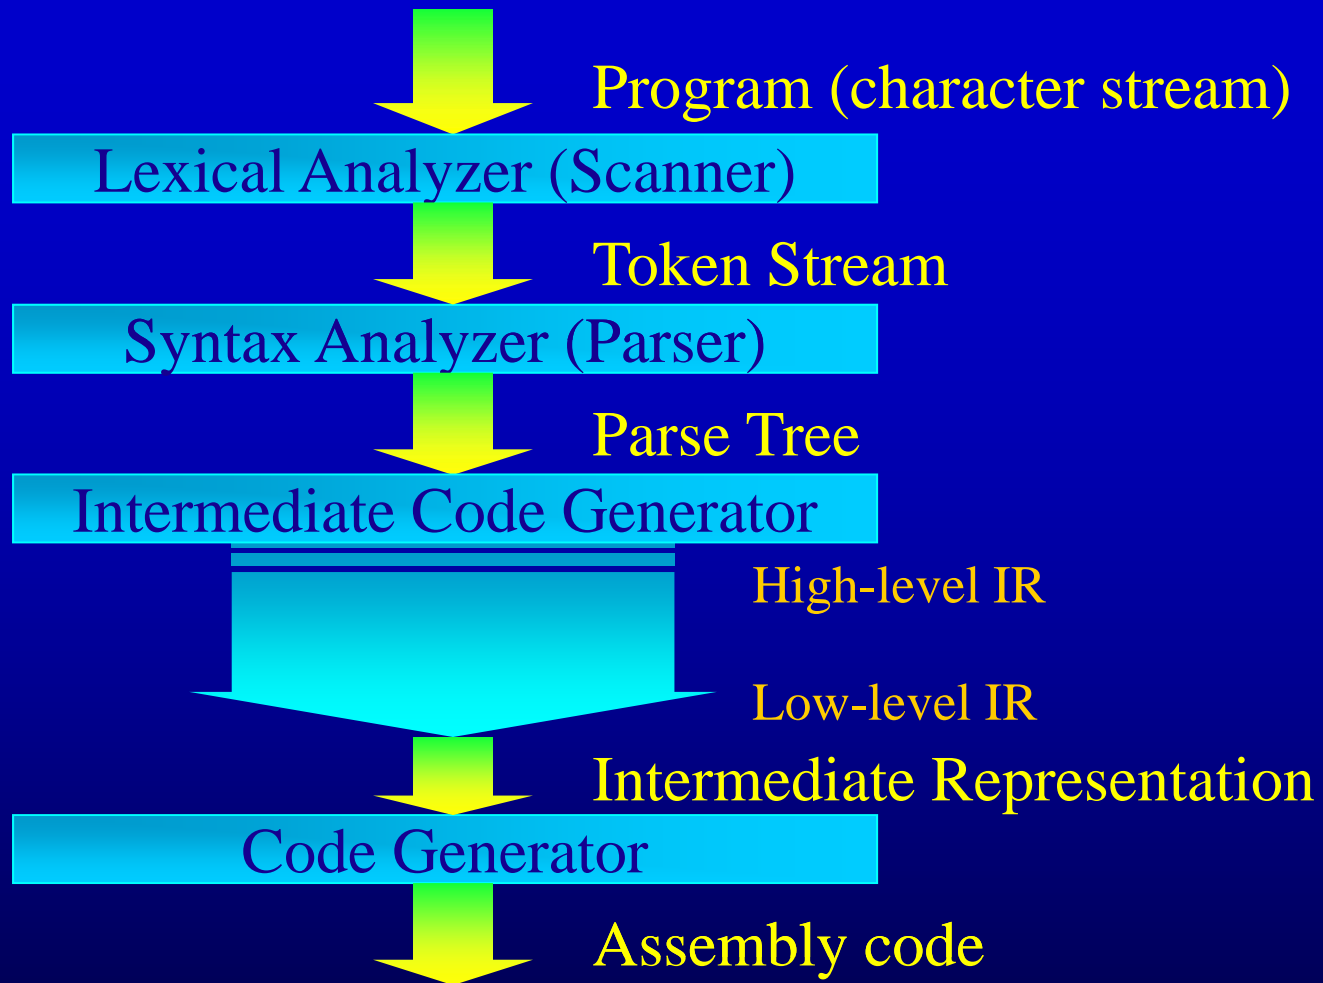 Program (character stream)
Lexical Analyzer (Scanner)
Token Stream
Syntax Analyzer (Parser)
Parse Tree
Intermediate Code Generator
High-level IR
Low-level IR
Intermediate Representation
Code Generator
Assembly code